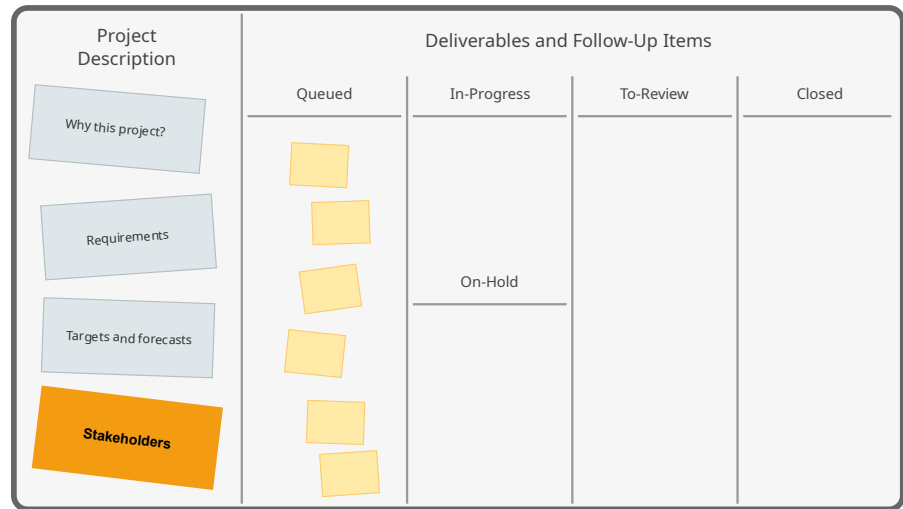 Project
Description
Deliverables and Follow-Up Items
Queued
In-Progress
To-Review
Closed
Why this project?
Requirements
On-Hold
Targets and forecasts
Stakeholders